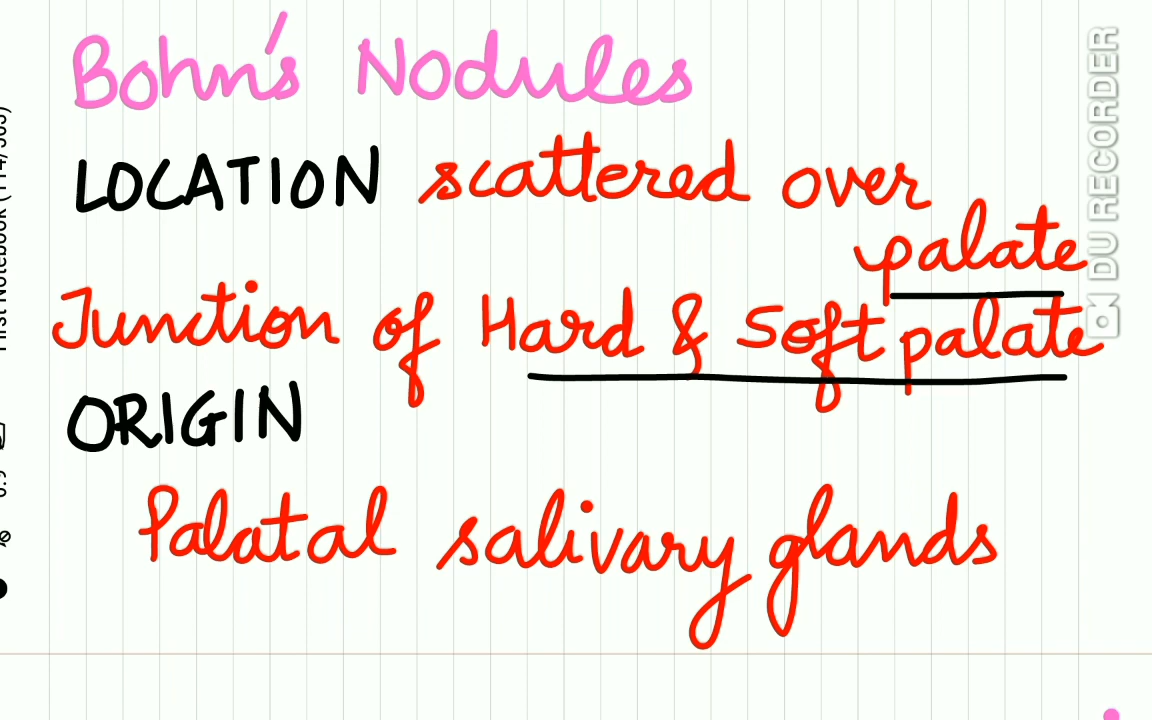 Bohn's Nodules
LOCATION scattered over
palate
Junction of Hard & Soft palate
ORIGIN
Palatal salivary glands
DU RECORDER